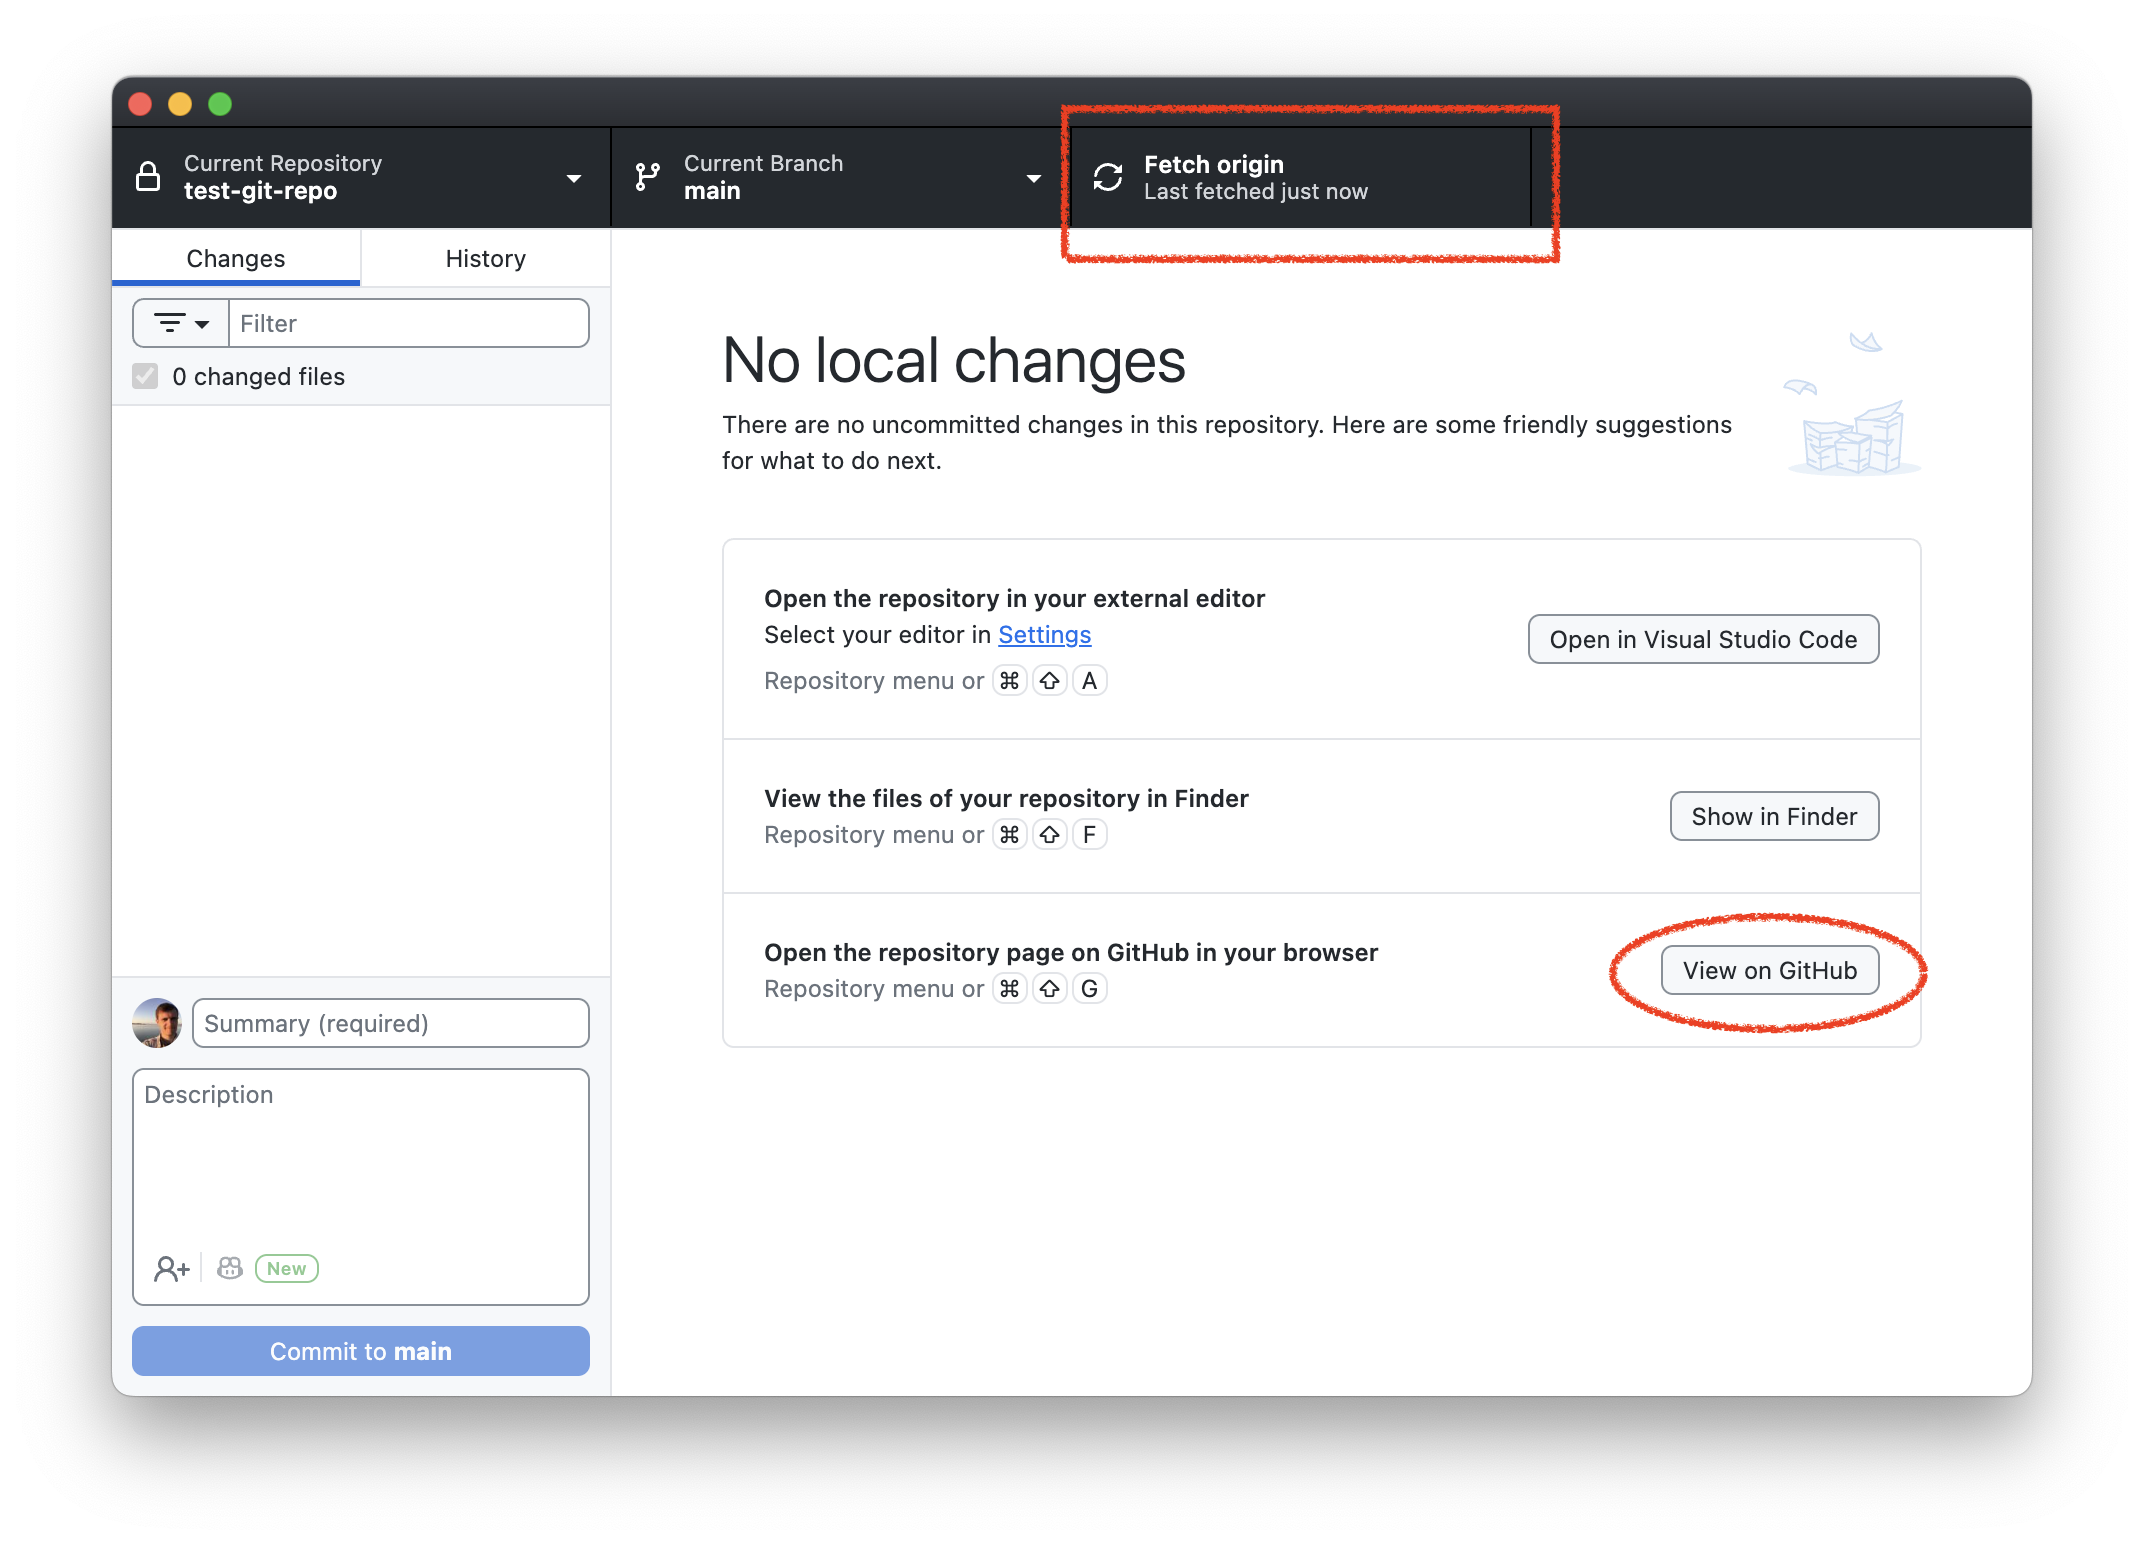 Current Repository
test-git-repo
Current Branch
main
Fetch origin
Last fetched just now
Changes
History
Filter
0 changed files
No local changes
There are no uncommitted changes in this repository. Here are some friendly suggestions
for what to do next.
Open the repository in your external editor
Select your editor in Settings
Repository menu or ⌘ ⇧ A
Open in Visual Studio Code
View the files of your repository in Finder
Repository menu or ⌘ ⇧ F
Show in Finder
Open the repository page on GitHub in your browser
Repository menu or ⌘ ⇧ G
View on GitHub
Summary (required)
Description
New
Commit to main